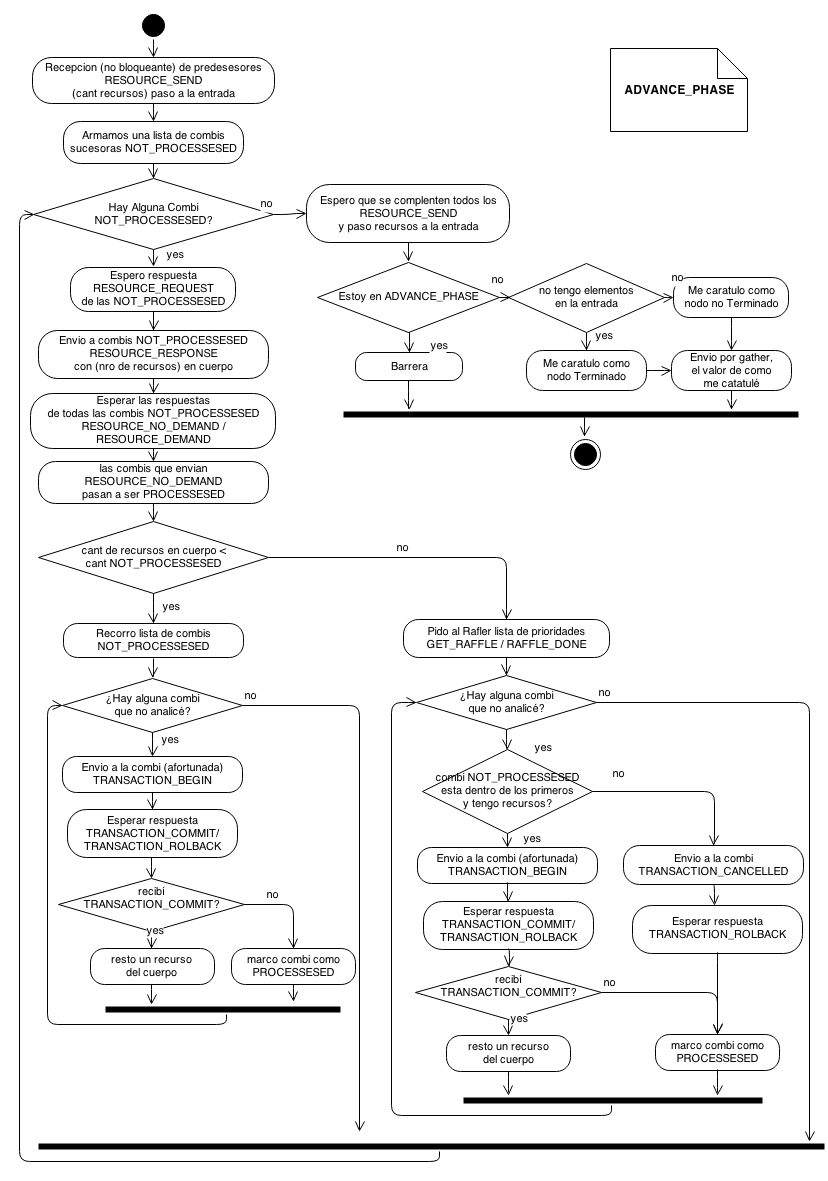 Recepcion (no bloqueante) de predesesores
RESOURCE_SEND
(cant recursos) paso a la entrada
ADVANCE_PHASE
Armamos una lista de combis
sucesoras NOT_PROCESSESED
Hay Alguna Combi
NOT_PROCESSESED?
no
yes
Espero que se complenten todos los
RESOURCE_SEND
y paso recursos a la entrada
Estoy en ADVANCE_PHASE
no
yes
no tengo elementos
en la entrada
no
yes
Me caratulo como
nodo no Terminado
Barrera
Me caratulo como
nodo Terminado
Envio por gather,
el valor de como
me catatulé
Espero respuesta
RESOURCE_REQUEST
de las NOT_PROCESSESED
Envio a combis NOT_PROCESSESED
RESOURCE_RESPONSE
con (nro de recursos) en cuerpo
Esperar las respuestas
de todas las combis NOT_PROCESSESED
RESOURCE_NO_DEMAND /
RESOURCE_DEMAND
las combis que envian
RESOURCE_NO_DEMAND
pasan a ser PROCESSESED
cant de recursos en cuerpo <
cant NOT_PROCESSESED
no
yes
Recorro lista de combis
NOT_PROCESSESED
¿Hay alguna combi
que no analicé?
no
yes
Envio a la combi (afortunada)
TRANSACTION_BEGIN
Esperar respuesta
TRANSACTION_COMMIT/
TRANSACTION_ROLBACK
recibí
TRANSACTION_COMMIT?
no
yes
resto un recurso
del cuerpo
marco combi como
PROCESSESED
Pido al Rafler lista de prioridades
GET_RAFFLE / RAFFLE_DONE
¿Hay alguna combi
que no analicé?
no
yes
combi NOT_PROCESSESED
esta dentro de los primeros
y tengo recursos?
no
yes
Envio a la combi (afortunada)
TRANSACTION_BEGIN
Envio a la combi
TRANSACTION_CANCELLED
Esperar respuesta
TRANSACTION_COMMIT/
TRANSACTION_ROLBACK
Esperar respuesta
TRANSACTION_ROLBACK
recibí
TRANSACTION_COMMIT?
no
yes
resto un recurso
del cuerpo
marco combi como
PROCESSESED